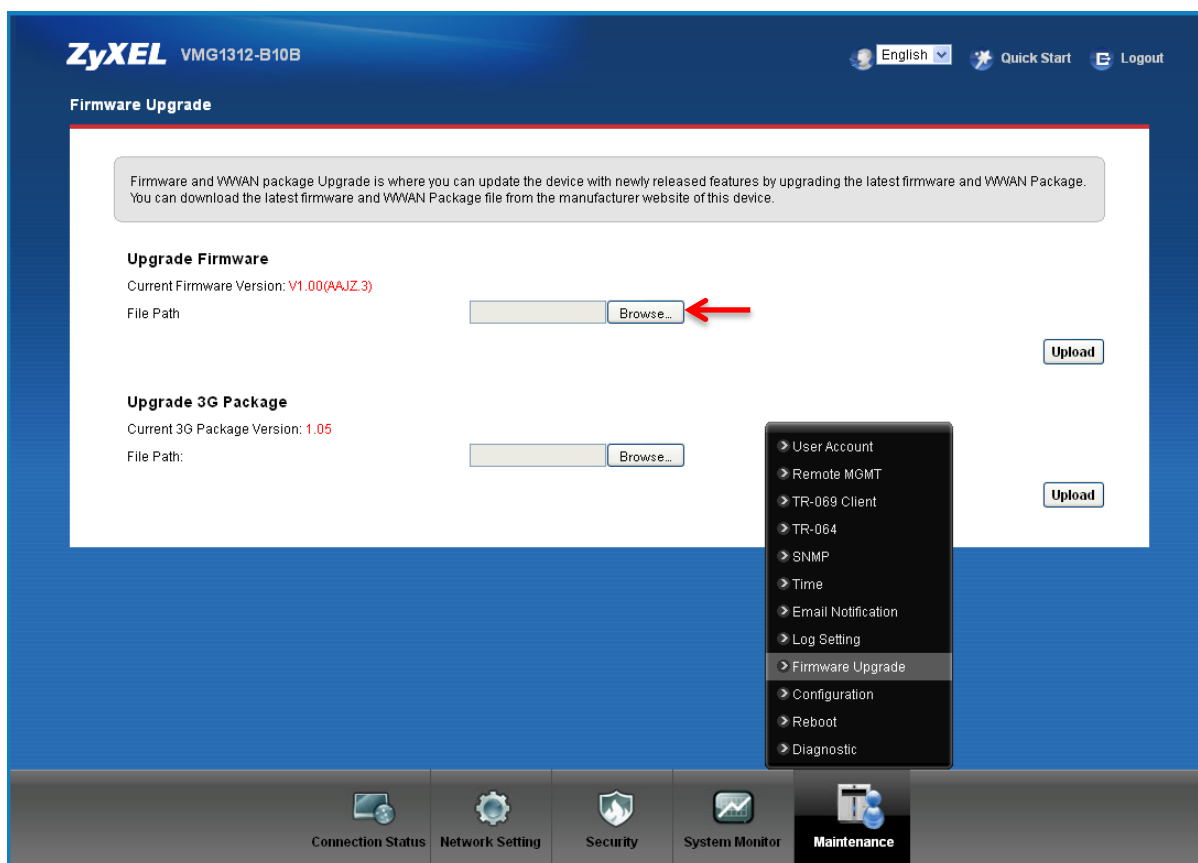 ZyXEL VMG1312-B10B
English Quick Start Logout
Firmware Upgrade
Firmware and WWAN package Upgrade is where you can update the device with newly released features by upgrading the latest firmware and WWAN Package.
You can download the latest firmware and WWAN Package file from the manufacturer website of this device.
Upgrade Firmware
Current Firmware Version: V1.00(AAJZ.3)
File Path Browse...
Upload
Upgrade 3G Package
Current 3G Package Version: 1.05
File Path: Browse...
Upload
User Account
Remote MGMT
TR-069 Client
TR-064
SNMP
Time
Email Notification
Log Setting
Firmware Upgrade
Configuration
Reboot
Diagnostic
Connection Status Network Setting Security System Monitor Maintenance